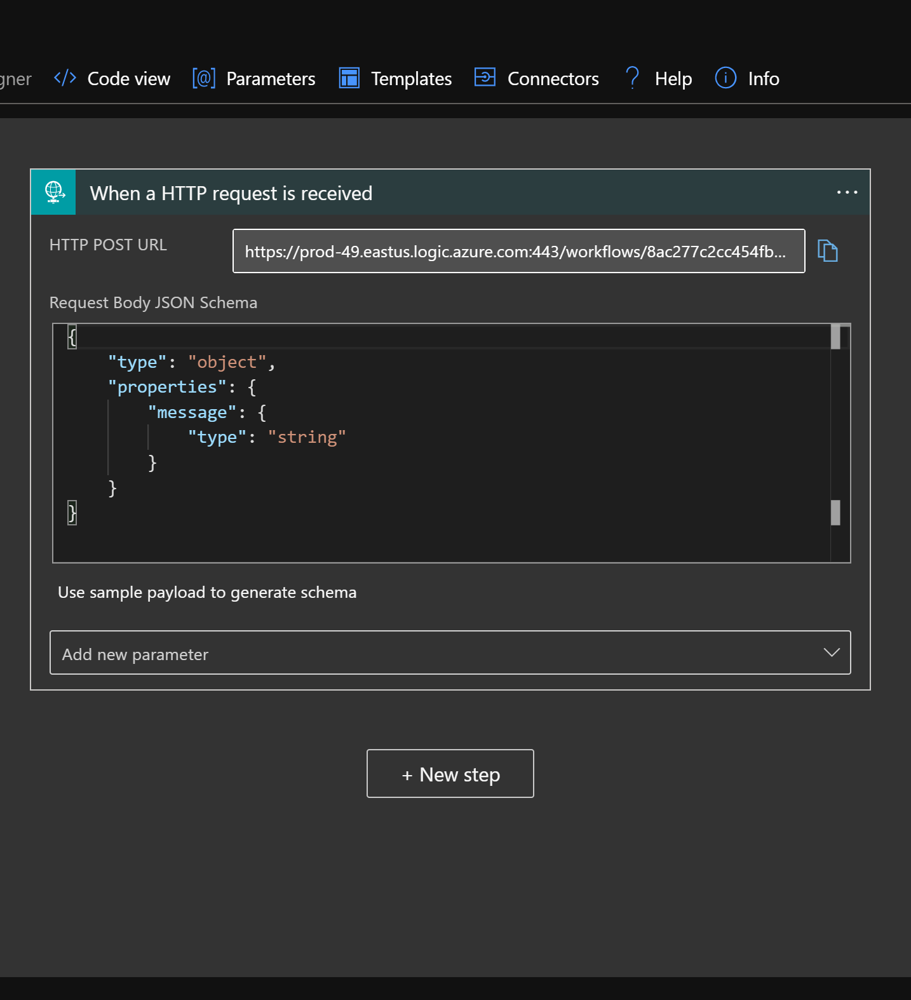 gner </> Code view [@] Parameters Templates Connectors ? Help i Info
When a HTTP request is received ...
HTTP POST URL https://prod-49.eastus.logic.azure.com:443/workflows/8ac277c2cc454fb...
Request Body JSON Schema
{
    "type": "object",
    "properties": {
        "message": {
            "type": "string"
        }
    }
}
Use sample payload to generate schema
Add new parameter
+ New step